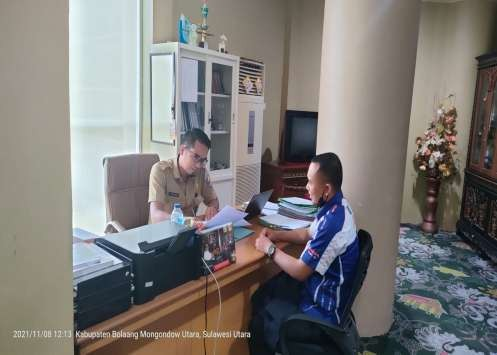 2021/11/08 12:13 Kabupaten Bolaang Mongondow Utara, Sulawesi Utara